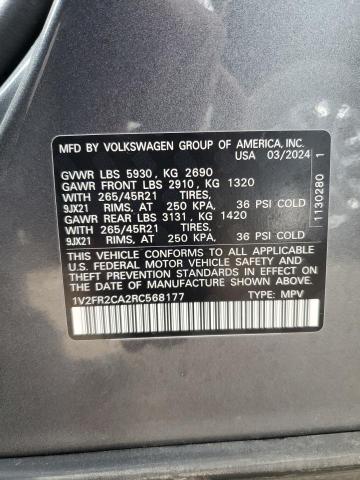 MFD BY VOLKSWAGEN GROUP OF AMERICA, INC.
USA 03/2024
GVWR LBS 5930, KG 2690
GAWR FRONT LBS 2910, KG 1320
WITH 265/45R21 TIRES,
9JX21 RIMS, AT 250 KPA, 36 PSI COLD
GAWR REAR LBS 3131, KG 1420
WITH 265/45R21 TIRES,
9JX21 RIMS, AT 250 KPA, 36 PSI COLD
THIS VEHICLE CONFORMS TO ALL APPLICABLE
U.S. FEDERAL MOTOR VEHICLE SAFETY AND
THEFT PREVENTION STANDARDS IN EFFECT ON
THE DATE OF MANUFACTURE SHOWN ABOVE.
1V2FR2CA2RC568177 TYPE: MPV
1130280 1